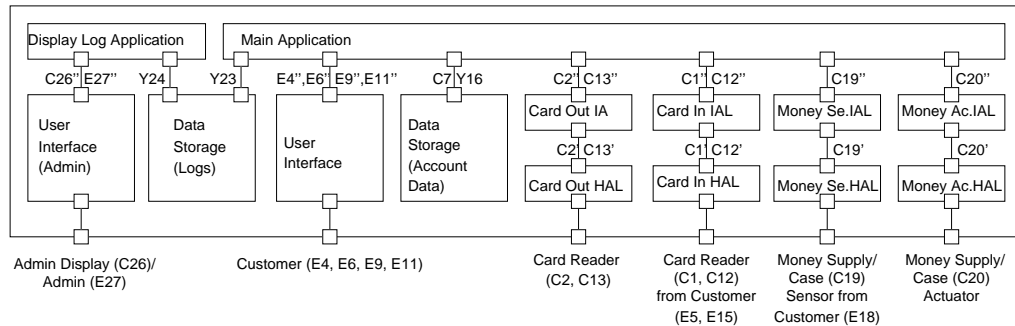 Display Log Application
Main Application
C26'' E27'' Y24 Y23 E4'',E6'' E9'',E11'' C7 Y16 C2'' C13'' C1'' C12'' C19'' C20''
User Interface (Admin)
Data Storage (Logs)
User Interface
Data Storage (Account Data)
Card Out IA
Card In IAL
Money Se.IAL
Money Ac.IAL
C2' C13' C1' C12' C19' C20'
Card Out HAL
Card In HAL
Money Se.HAL
Money Ac.HAL
Admin Display (C26)/
Admin (E27)
Customer (E4, E6, E9, E11)
Card Reader
(C2, C13)
Card Reader
(C1, C12)
from Customer
(E5, E15)
Money Supply/
Case (C19)
Sensor from
Customer (E18)
Money Supply/
Case (C20)
Actuator